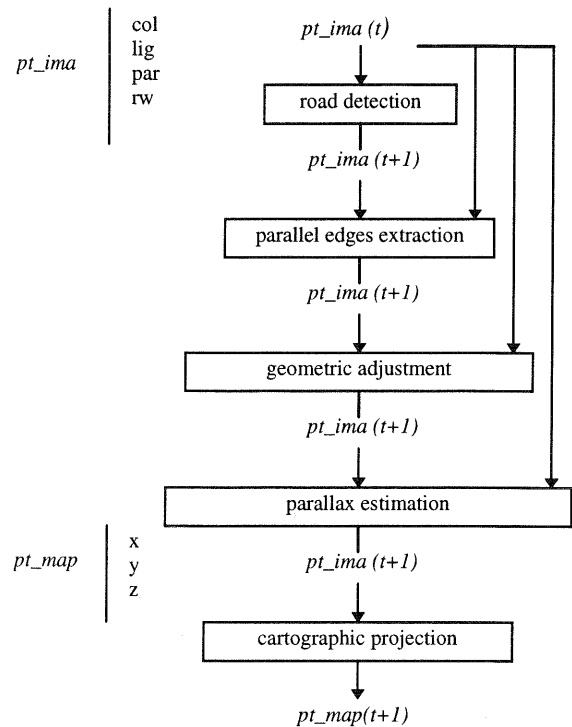 pt_ima
col
lig
par
rw
pt_ima (t)
road detection
pt_ima (t+1)
parallel edges extraction
pt_ima (t+1)
geometric adjustment
pt_ima (t+1)
parallax estimation
pt_map
x
y
z
pt_ima (t+1)
cartographic projection
pt_map(t+1)